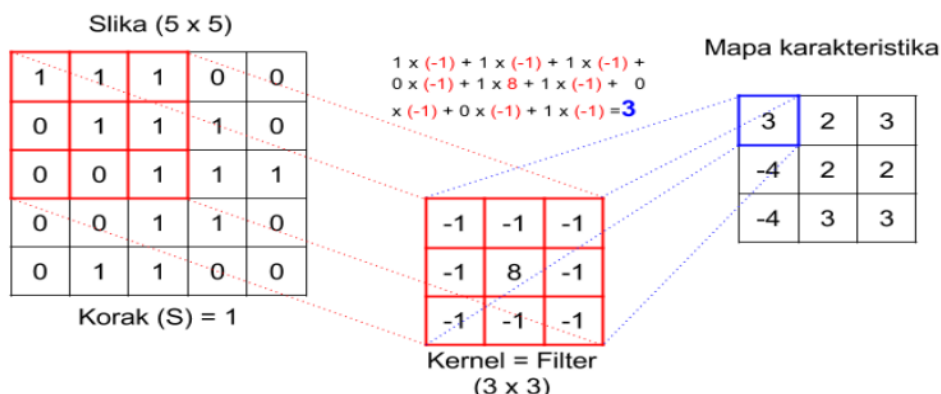 Slika (5 x 5)
1 1 1 0 0
0 1 1 1 0
0 0 1 1 1
0 0 1 1 0
0 1 1 0 0
Korak (S) = 1
1 x (-1) + 1 x (-1) + 1 x (-1) +
0 x (-1) + 1 x 8 + 1 x (-1) + 0
x (-1) + 0 x (-1) + 1 x (-1) =3
-1 -1 -1
-1 8 -1
-1 -1 -1
Kernel = Filter
(3 x 3)
Mapa karakteristika
3 2 3
-4 2 2
-4 3 3